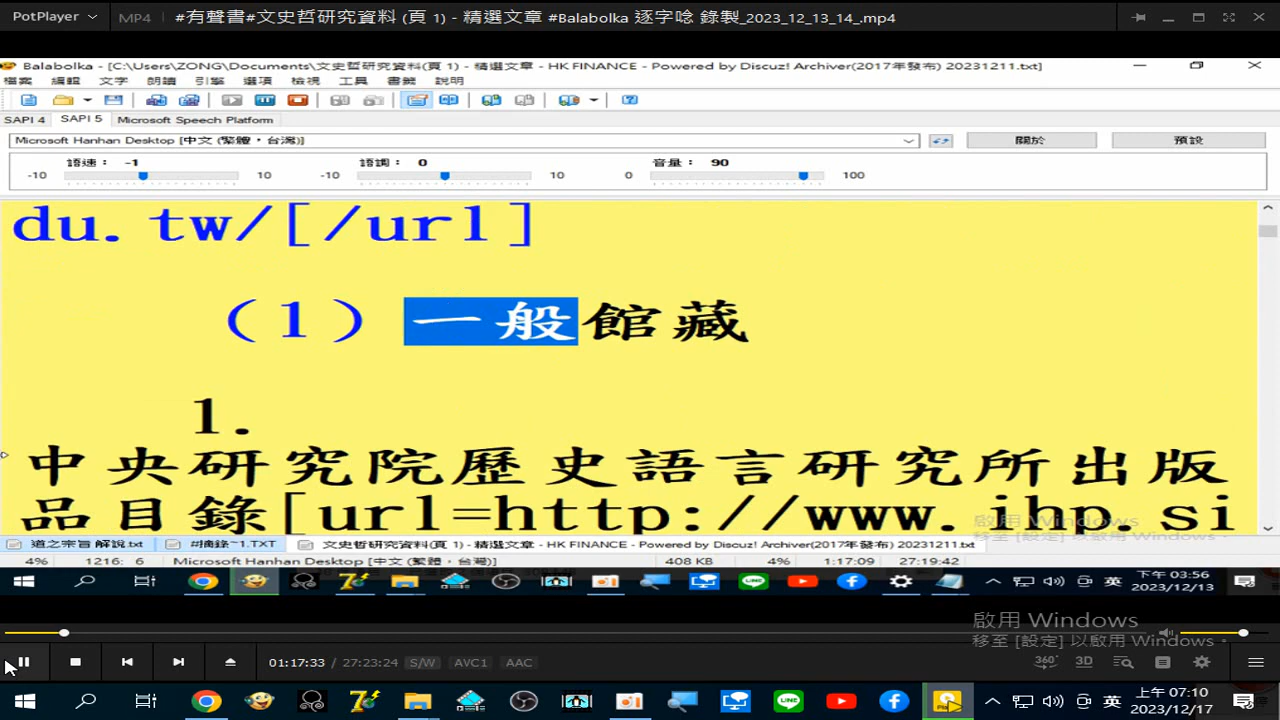 PotPlayer MP4 #有聲書#文史哲研究資料 (頁 1) - 精選文章 #Balabolka 逐字唸 錄製_2023_12_13_14_.mp4
Balabolka - [C:\Users\ZONG\Documents\文史哲研究資料(頁 1) - 精選文章 - HK FINANCE - Powered by Discuz! Archiver(2017年發布) 20231211.txt]
檔案 編輯 文字 朗讀 引擎 選項 檢視 工具 書籤 說明
SAPI 4 SAPI 5 Microsoft Speech Platform
Microsoft Hanhan Desktop [中文 (繁體，台灣)] 關於 預設
語速： -1 語調： 0 音量： 90
-10 10 -10 10 0 100
du.tw/[/url]
(1) 一般館藏
1.
中央研究院歷史語言研究所出版
品目錄[url=http://www.ihp.si
啟用 Windows
移至 [設定] 以啟用 Windows。
道之宗旨 解說.txt #摘錄~1.TXT 文史哲研究資料(頁 1) - 精選文章 - HK FINANCE - Powered by Discuz! Archiver(2017年發布) 20231211.txt
4% 1216: 6 Microsoft Hanhan Desktop [中文 (繁體，台灣)] 408 KB 4% 1:17:09 27:19:42
英 下午 03:56
2023/12/13
啟用 Windows
移至 [設定] 以啟用 Windows。
01:17:33 / 27:23:24 S/W AVC1 AAC 360° 3D
英 上午 07:10
2023/12/17